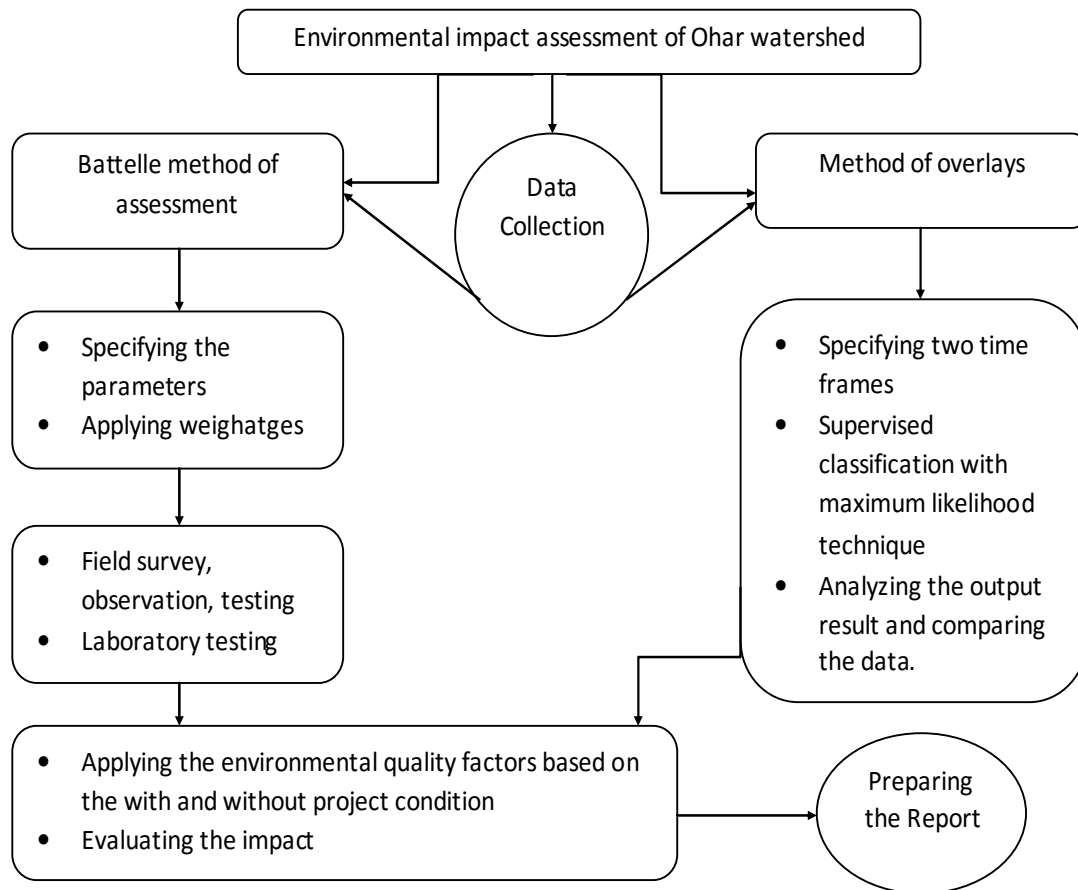 Environmental impact assessment of Ohar watershed
Battelle method of
assessment
Data
Collection
Method of overlays
• Specifying the
parameters
• Applying weighatges
• Specifying two time
frames
• Supervised
classification with
maximum likelihood
technique
• Analyzing the output
result and comparing
the data.
• Field survey,
observation, testing
• Laboratory testing
• Applying the environmental quality factors based on
the with and without project condition
• Evaluating the impact
Preparing
the Report